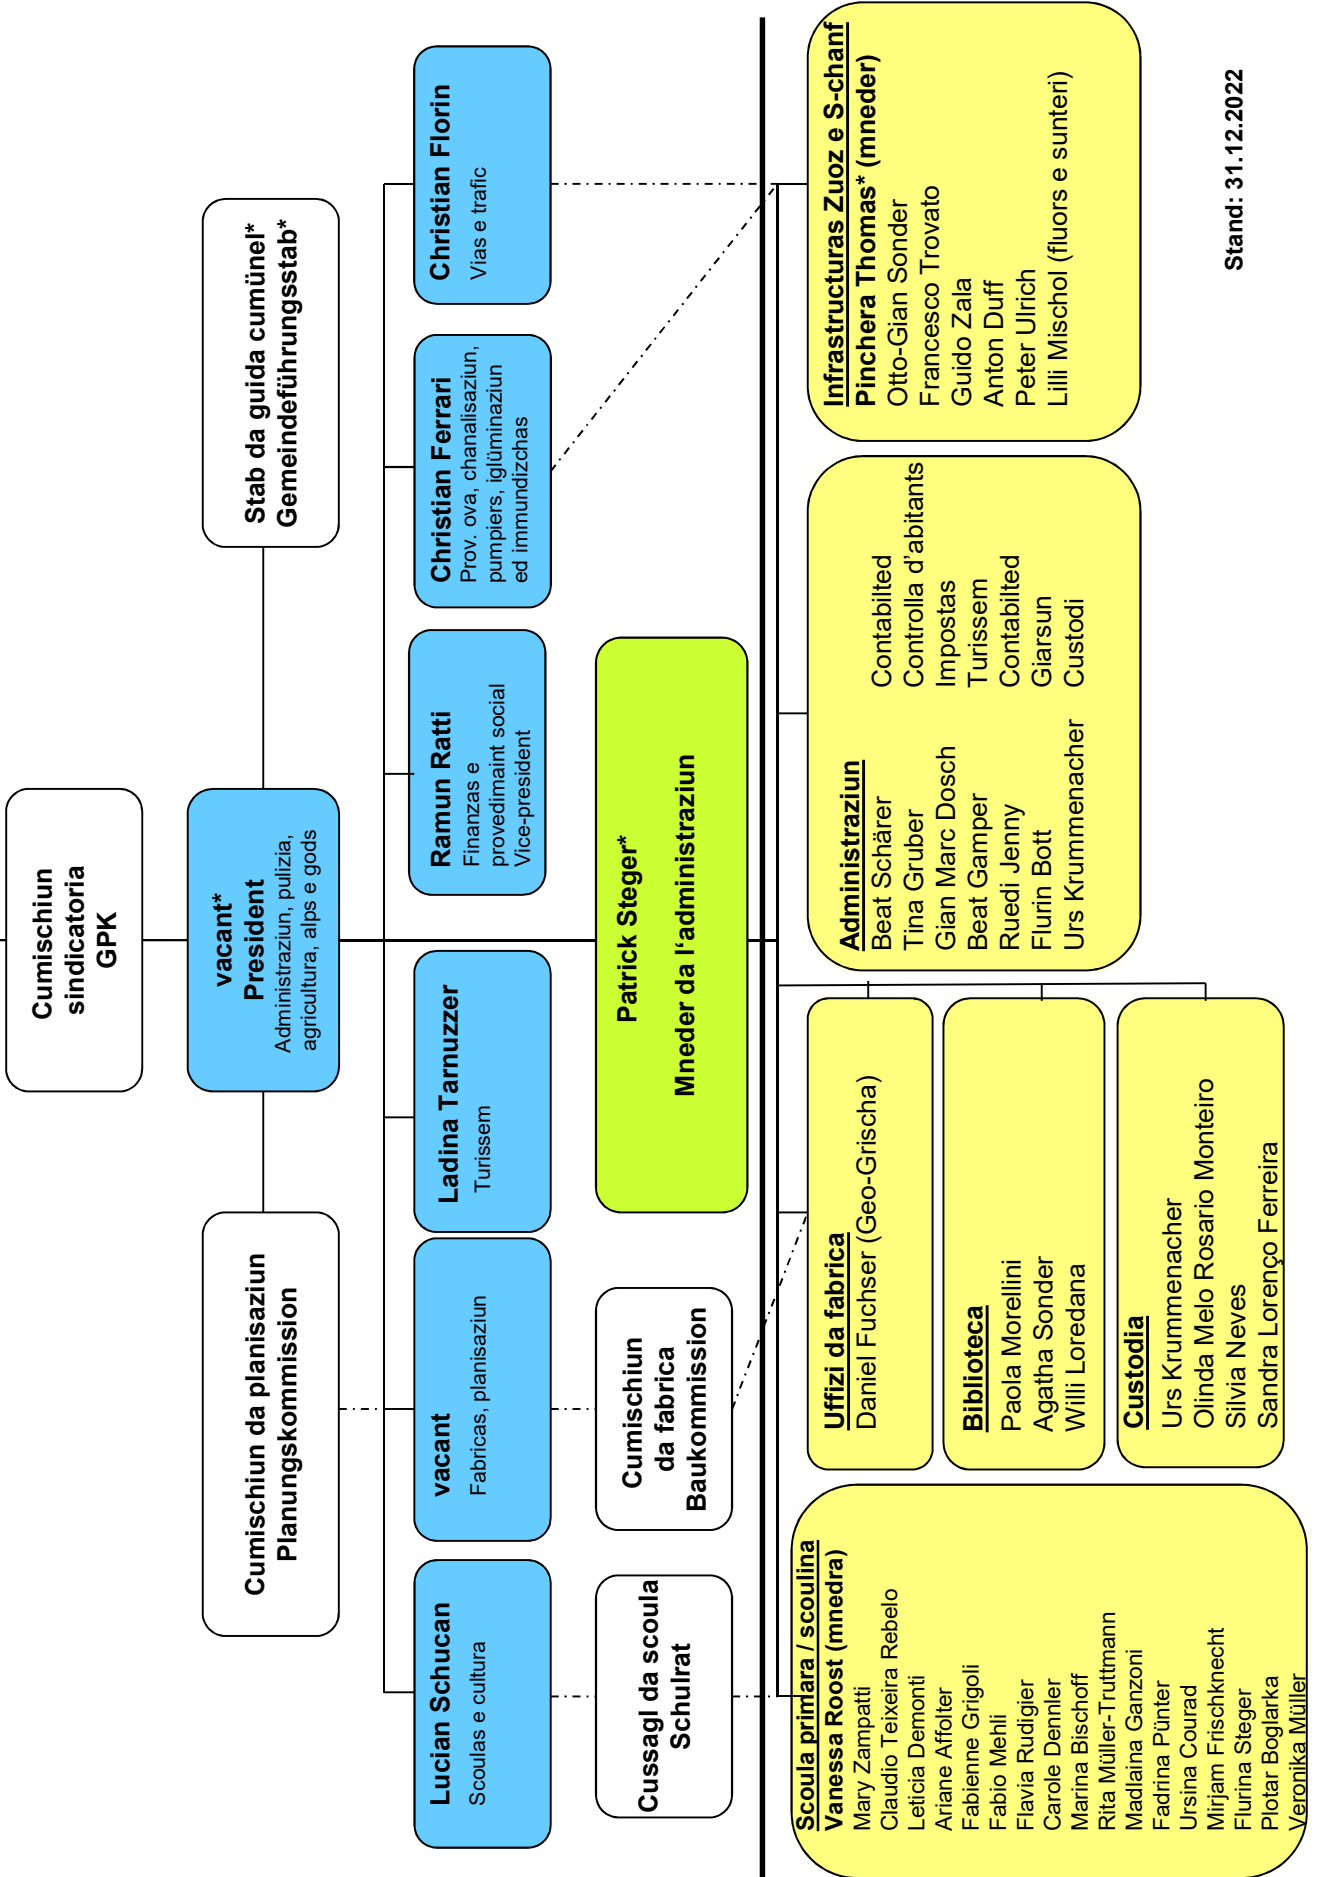 Cumischiun
sindicatoria
GPK
Cumischiun da planisaziun
Planungskommission
vacant*
President
Administraziun, pulizia,
agricultura, alps e gods
Stab da guida cumünel*
Gemeindeführungsstab*
Lucian Schucan
Scoulas e cultura
vacant
Fabricas, planisaziun
Ladina Tarnuzzer
Turissem
Ramun Ratti
Finanzas e
provedimaint social
Vice-president
Christian Ferrari
Prov. ova, chanalisaziun,
pumpiers, iglüminaziun
ed immundizchas
Christian Florin
Vias e trafic
Cussagl da scoula
Schulrat
Cumischiun
da fabrica
Baukommission
Patrick Steger*
Mneder da l‘administraziun
Scoula primara / scoulina
Vanessa Roost (mnedra)
Mary Zampatti
Claudio Teixeira Rebelo
Leticia Demonti
Ariane Affolter
Fabienne Grigoli
Fabio Mehli
Flavia Rudigier
Carole Dennler
Marina Bischoff
Rita Müller-Truttmann
Madlaina Ganzoni
Fadrina Pünter
Ursina Courad
Mirjam Frischknecht
Flurina Steger
Plotar Boglarka
Veronika Müller
Uffizi da fabrica
Daniel Fuchser (Geo-Grischa)
Biblioteca
Paola Morellini
Agatha Sonder
Willi Loredana
Custodia
Urs Krummenacher
Olinda Melo Rosario Monteiro
Silvia Neves
Sandra Lorenço Ferreira
Administraziun
Beat Schärer Contabilted
Tina Gruber Controlla d’abitants
Gian Marc Dosch Impostas
Beat Gamper Turissem
Ruedi Jenny Contabilted
Flurin Bott Giarsun
Urs Krummenacher Custodi
Infrastructuras Zuoz e S-chanf
Pinchera Thomas* (mneder)
Otto-Gian Sonder
Francesco Trovato
Guido Zala
Anton Duff
Peter Ulrich
Lilli Mischol (fluors e sunteri)
Stand: 31.12.2022